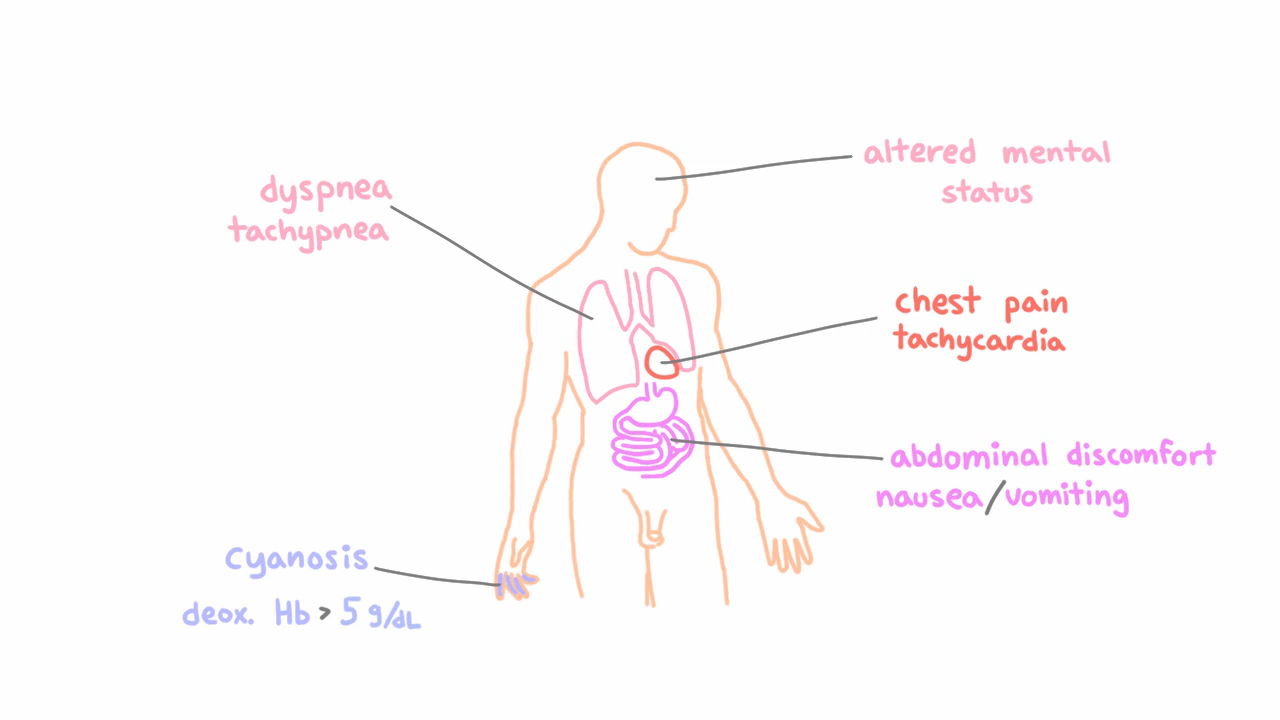 altered mental
status
dyspnea
tachypnea
chest pain
tachycardia
abdominal discomfort
nausea/vomiting
Cyanosis
deox. Hb > 5 g/dL